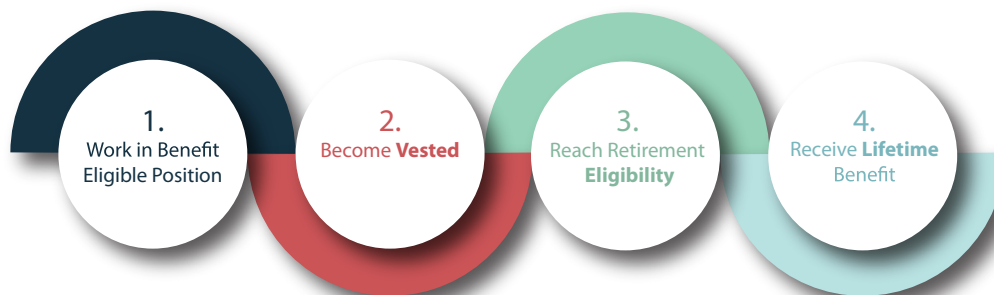 1.
Work in Benefit
Eligible Position
2.
Become Vested
3.
Reach Retirement
Eligibility
4.
Receive Lifetime
Benefit